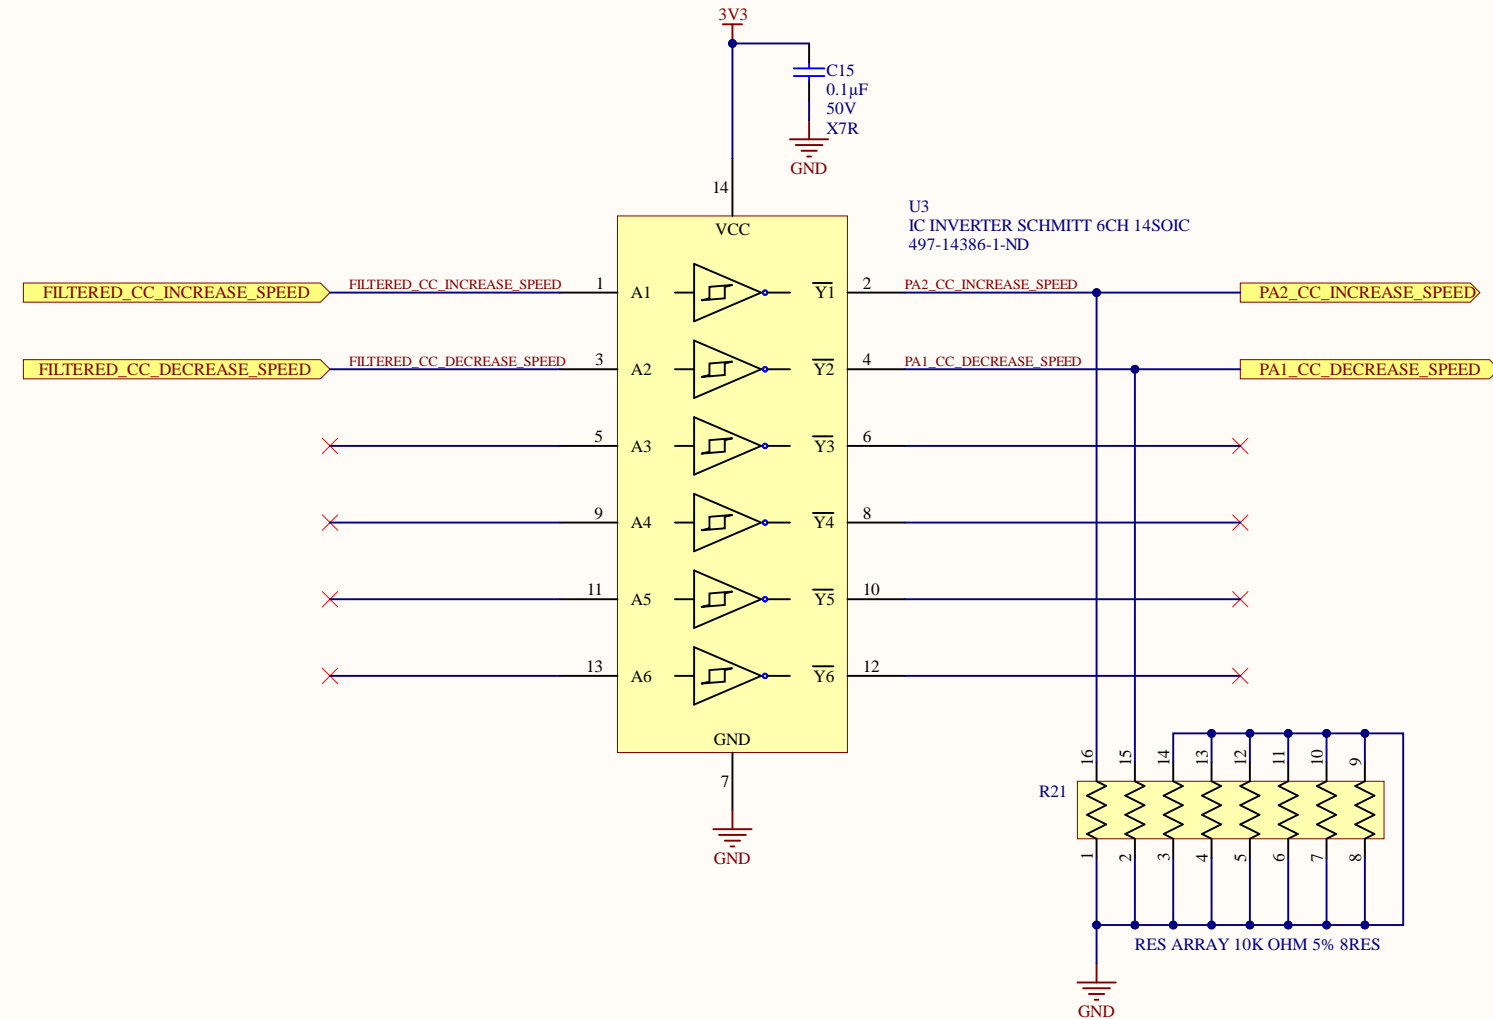 3V3
C15
0.1µF
50V
X7R
GND
14
U3
IC INVERTER SCHMITT 6CH 14SOIC
497-14386-1-ND
VCC
FILTERED_CC_INCREASE_SPEED
FILTERED_CC_INCREASE_SPEED
1
A1
Y1
2
PA2_CC_INCREASE_SPEED
PA2_CC_INCREASE_SPEED
FILTERED_CC_DECREASE_SPEED
FILTERED_CC_DECREASE_SPEED
3
A2
Y2
4
PA1_CC_DECREASE_SPEED
PA1_CC_DECREASE_SPEED
5
A3
Y3
6
9
A4
Y4
8
11
A5
Y5
10
13
A6
Y6
12
GND
7
GND
16
15
14
13
12
11
10
9
R21
1
2
3
4
5
6
7
8
RES ARRAY 10K OHM 5% 8RES
GND